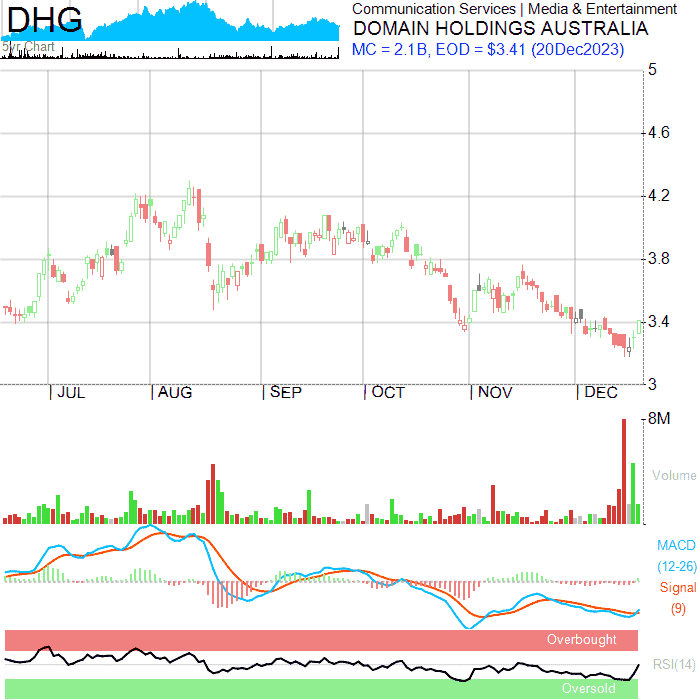 DHG
5yr Chart
Communication Services | Media & Entertainment
DOMAIN HOLDINGS AUSTRALIA
MC = 2.1B, EOD = $3.41 (20Dec2023)
5
4.6
4.2
3.8
3.4
3
JUL AUG SEP OCT NOV DEC
8M
Volume
MACD
(12-26)
Signal
(9)
Overbought
RSI(14)
Oversold